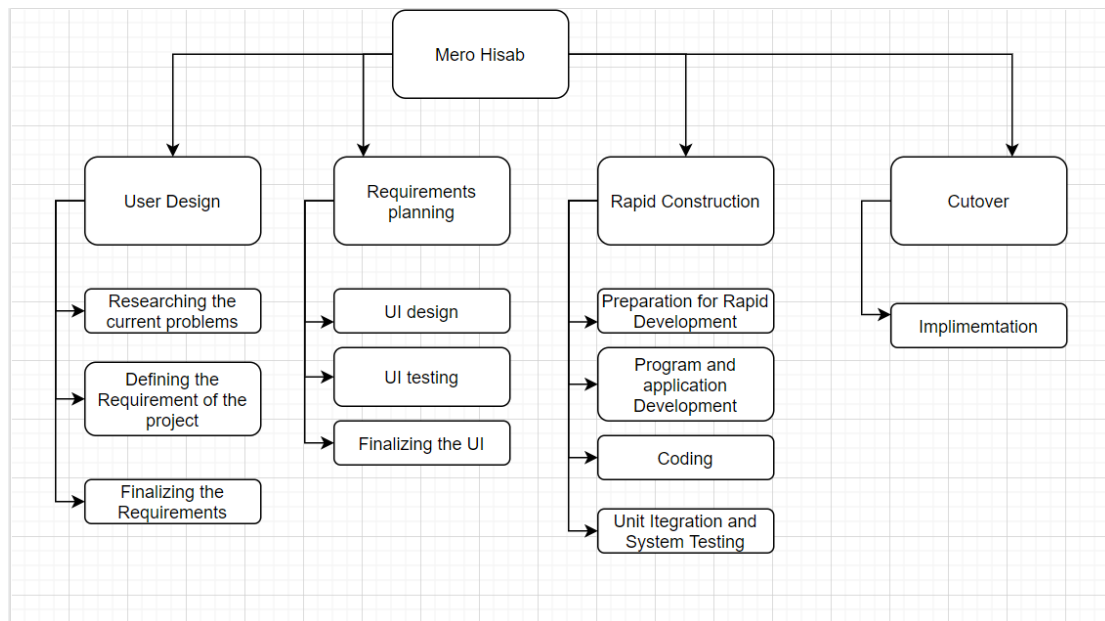 Mero Hisab
User Design
Researching the
current problems
Defining the
Requirement of the
project
Finalizing the
Requirements
Requirements
planning
UI design
UI testing
Finalizing the UI
Rapid Construction
Preparation for Rapid
Development
Program and
application
Development
Coding
Unit Itegration and
System Testing
Cutover
Implimemtation